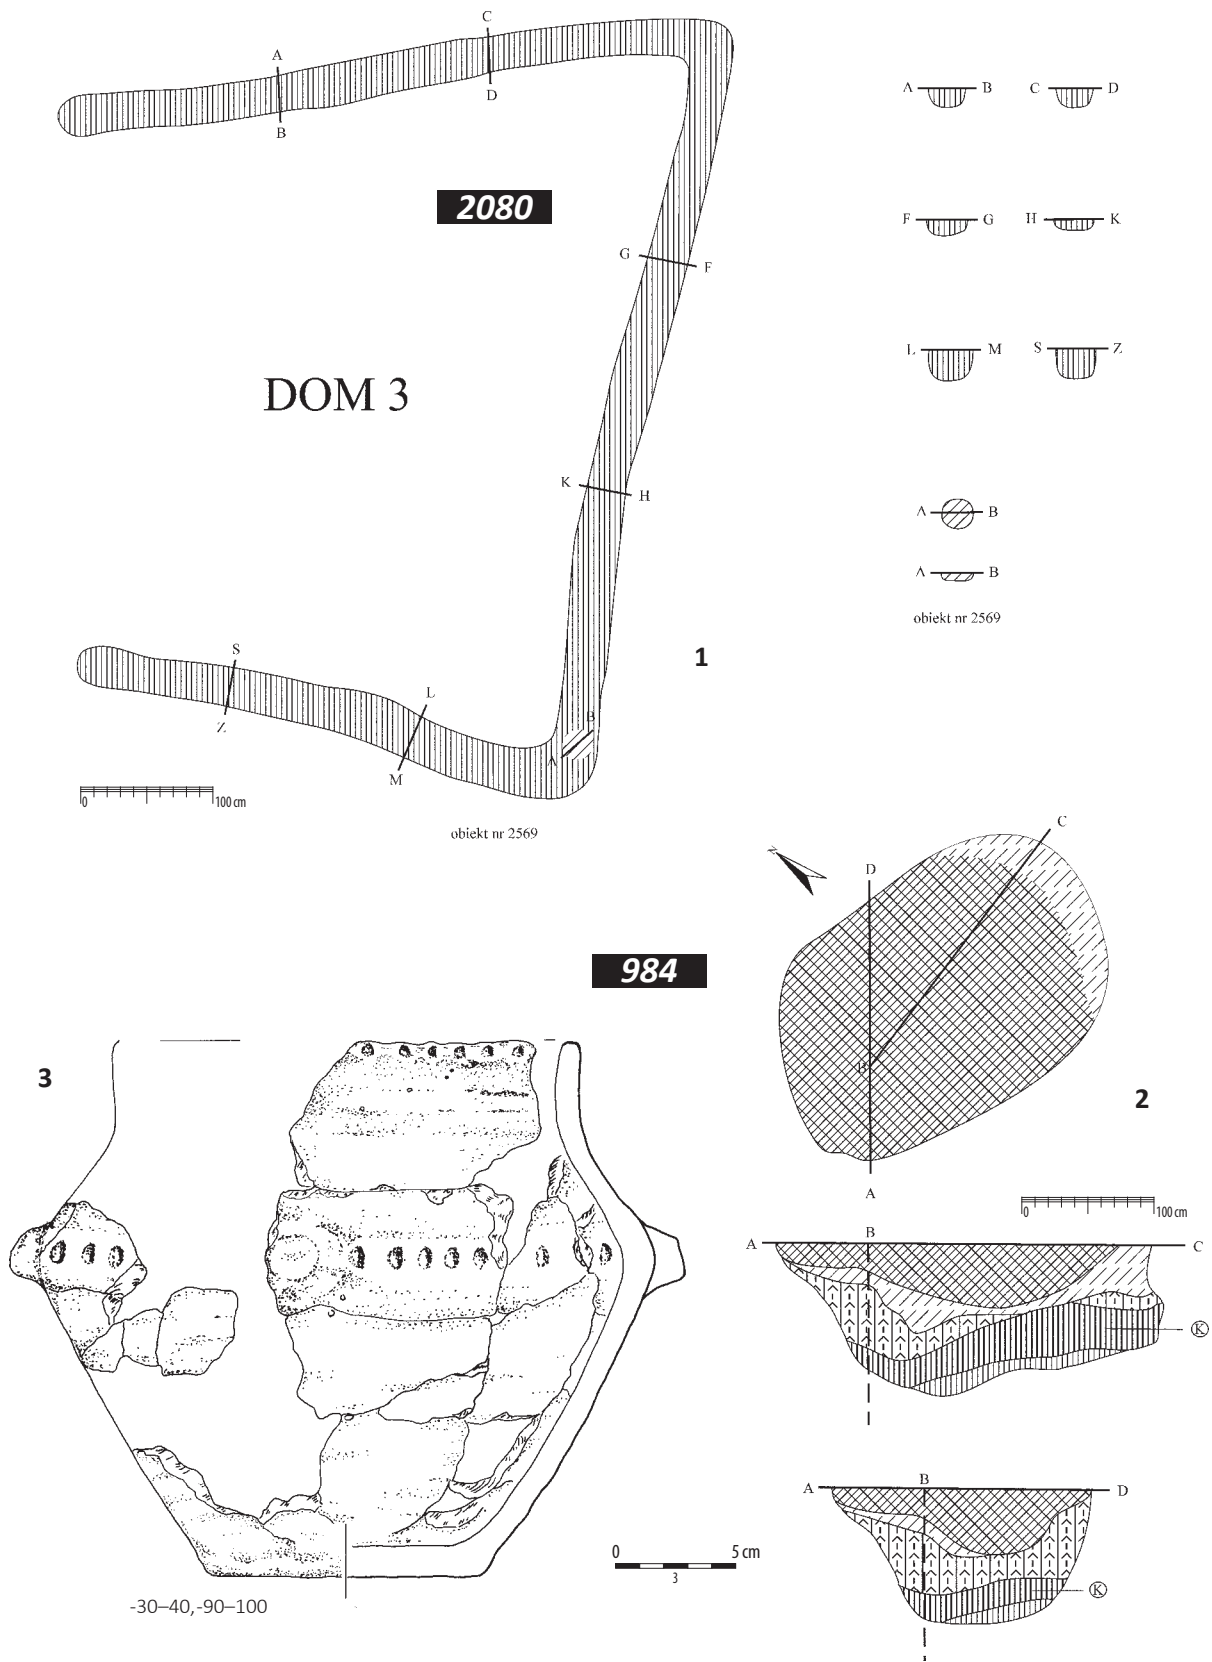 C
A
D
B
A B C D
2080
F G H K
G F
DOM 3
L M S Z
K H
A B
A B
obiekt nr 2569
S
1
L
Z
B
A
M
0 100 cm
obiekt nr 2569
C
N
D
984
3
B
2
A
0 100 cm
A B C
K
A B D
0 5 cm
3
K
-30–40,-90–100